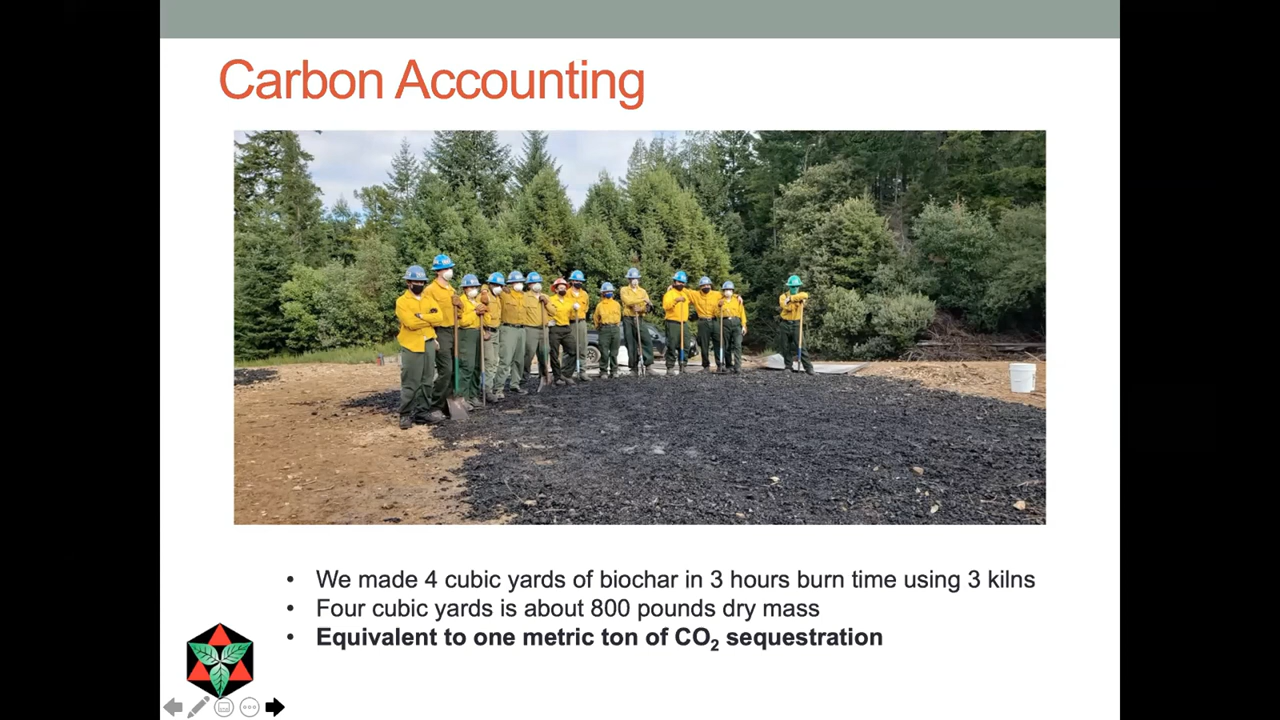 Carbon Accounting
• We made 4 cubic yards of biochar in 3 hours burn time using 3 kilns
• Four cubic yards is about 800 pounds dry mass
• Equivalent to one metric ton of CO₂ sequestration